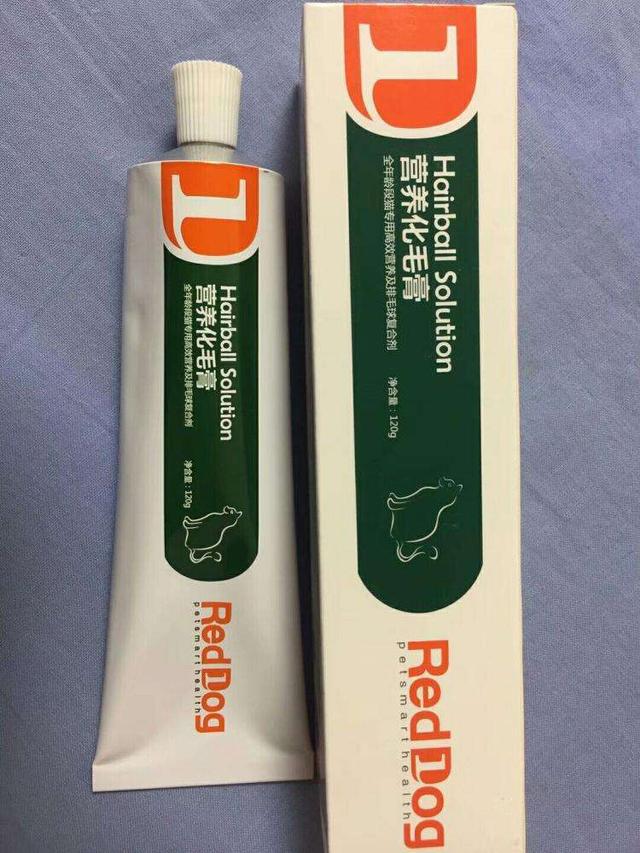 Hairball Solution
营养化毛膏
全年龄段猫专用高效营养及排毛球复合剂
净含量：120g
RedDog
petsmarthealth
Hairball Solution
营养化毛膏
全年龄段猫专用高效营养及排毛球复合剂
净含量：120g
RedDog
petsmarthealth